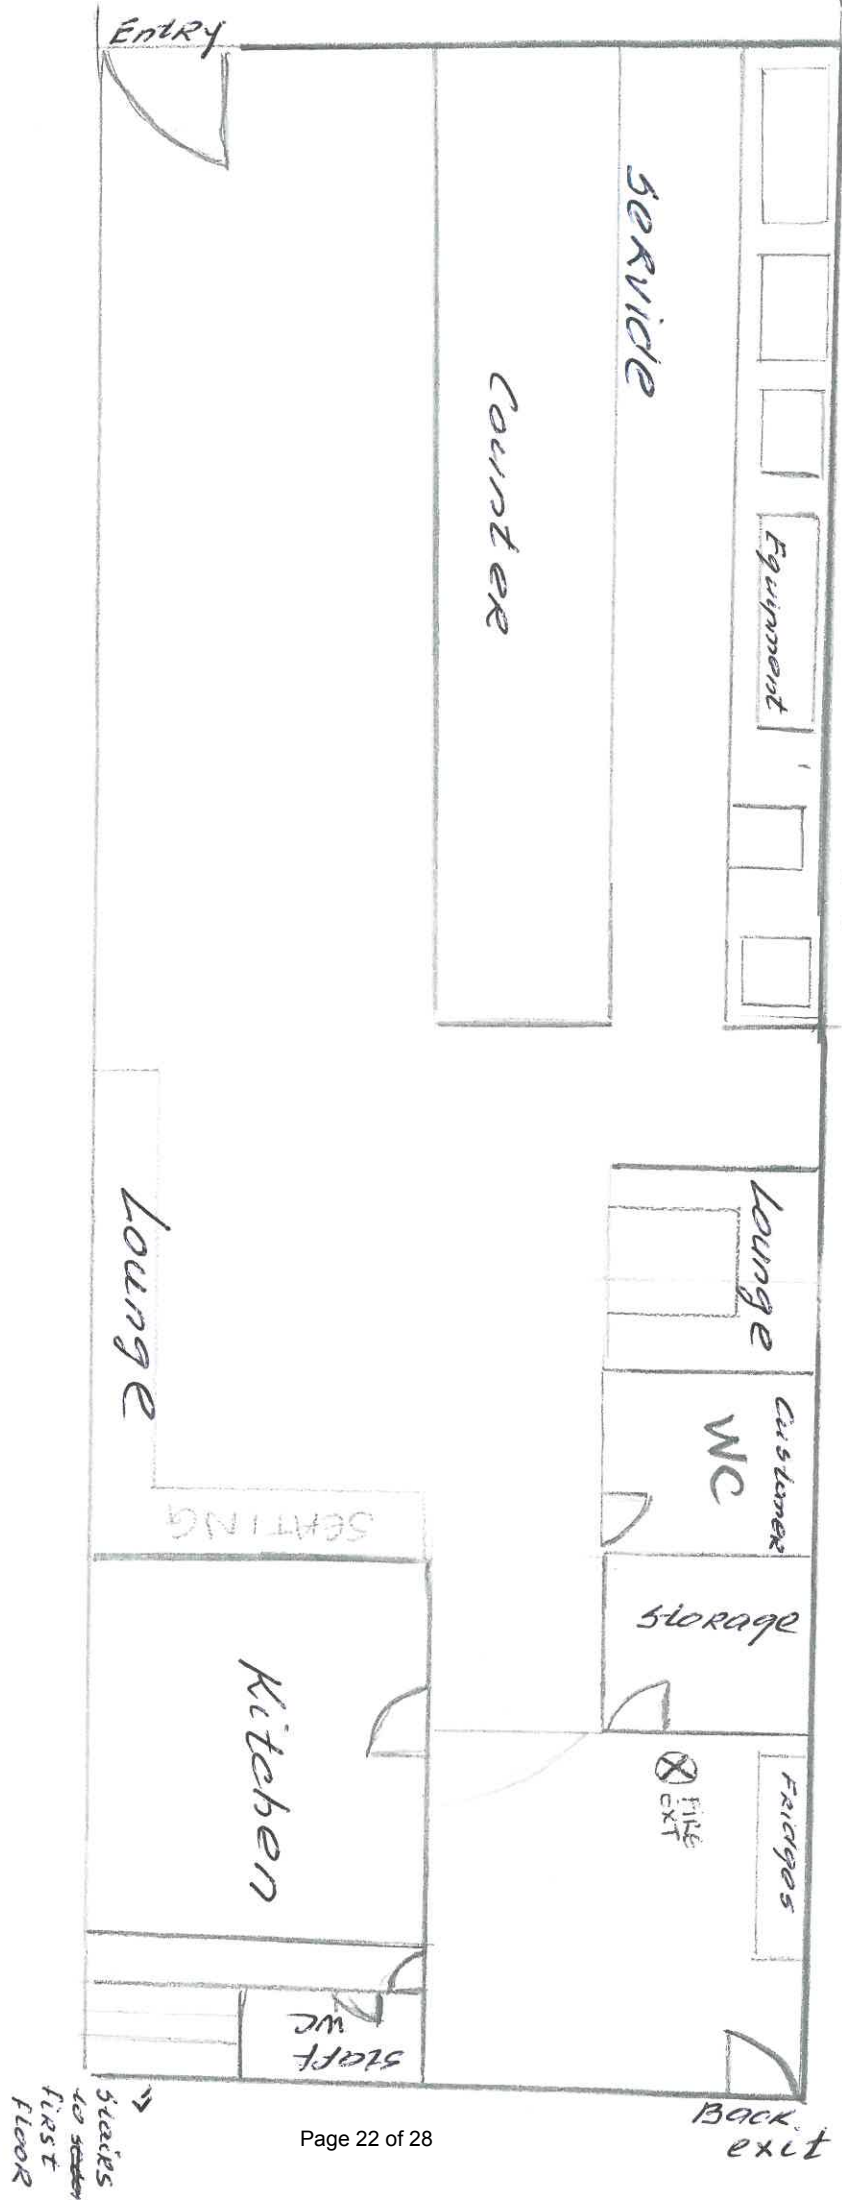 Entry
Service
Counter
Equipment
Lounge
Lounge
Customer
WC
SEATING
Storage
Kitchen
FIRE
EXT
Fridges
Staff
WC
Stairs
to
first
floor
Back
exit
Page 22 of 28